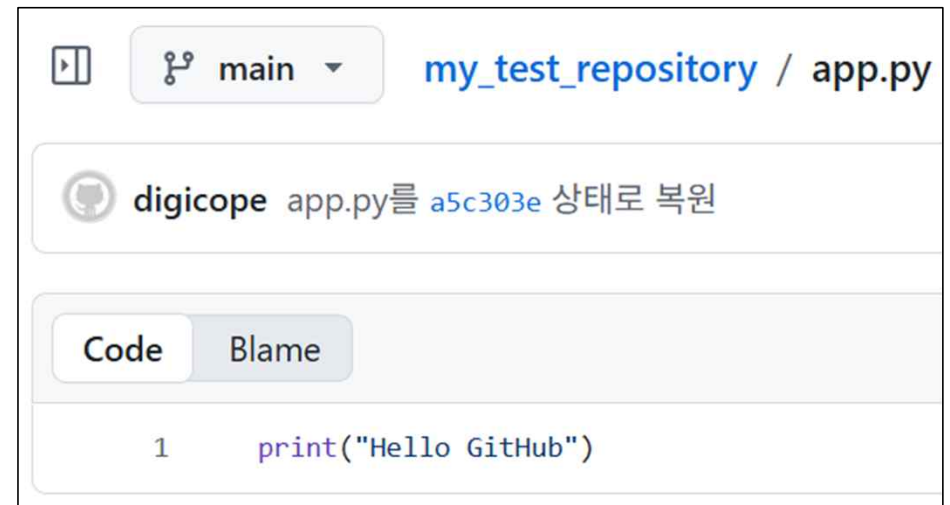 main my_test_repository / app.py
digicope app.py를 a5c303e 상태로 복원
Code Blame
1 print("Hello GitHub")